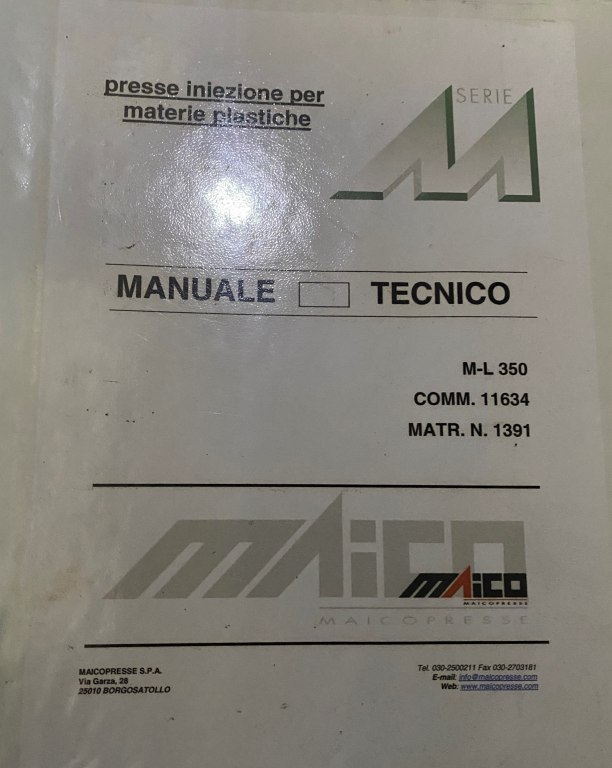 presse iniezione per
materie plastiche
SERIE
M
MANUALE TECNICO
M-L 350
COMM. 11634
MATR. N. 1391
MAiCO
MAiCO
MAICOPRESSE
MAICOPRESSE
MAICOPRESSE S.P.A.
Via Garza, 28
25010 BORGOSATOLLO
Tel. 030-2500211 Fax 030-2703181
E-mail: info@maicopresse.com
Web: www.maicopresse.com